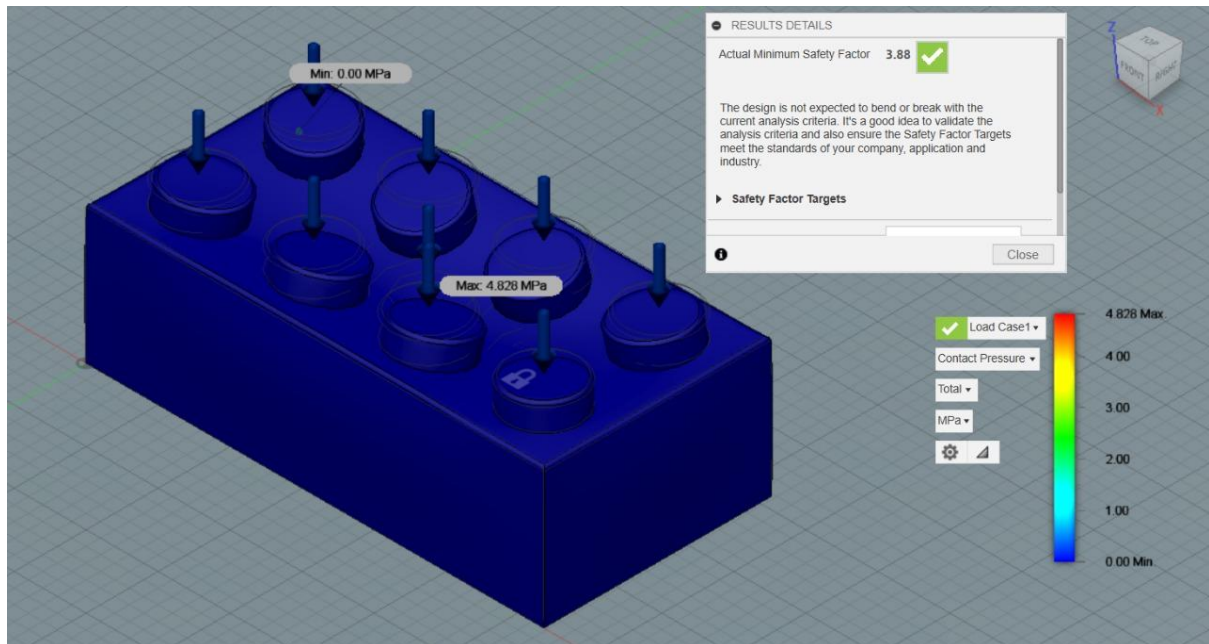 RESULTS DETAILS
Actual Minimum Safety Factor 3.88
The design is not expected to bend or break with the
current analysis criteria. It's a good idea to validate the
analysis criteria and also ensure the Safety Factor Targets
meet the standards of your company, application and
industry.
Safety Factor Targets
Close
Z
TOP
FRONT
RIGHT
X
Min: 0.00 MPa
Max: 4.828 MPa
Load Case1
Contact Pressure
Total
MPa
4.828 Max
4.00
3.00
2.00
1.00
0.00 Min